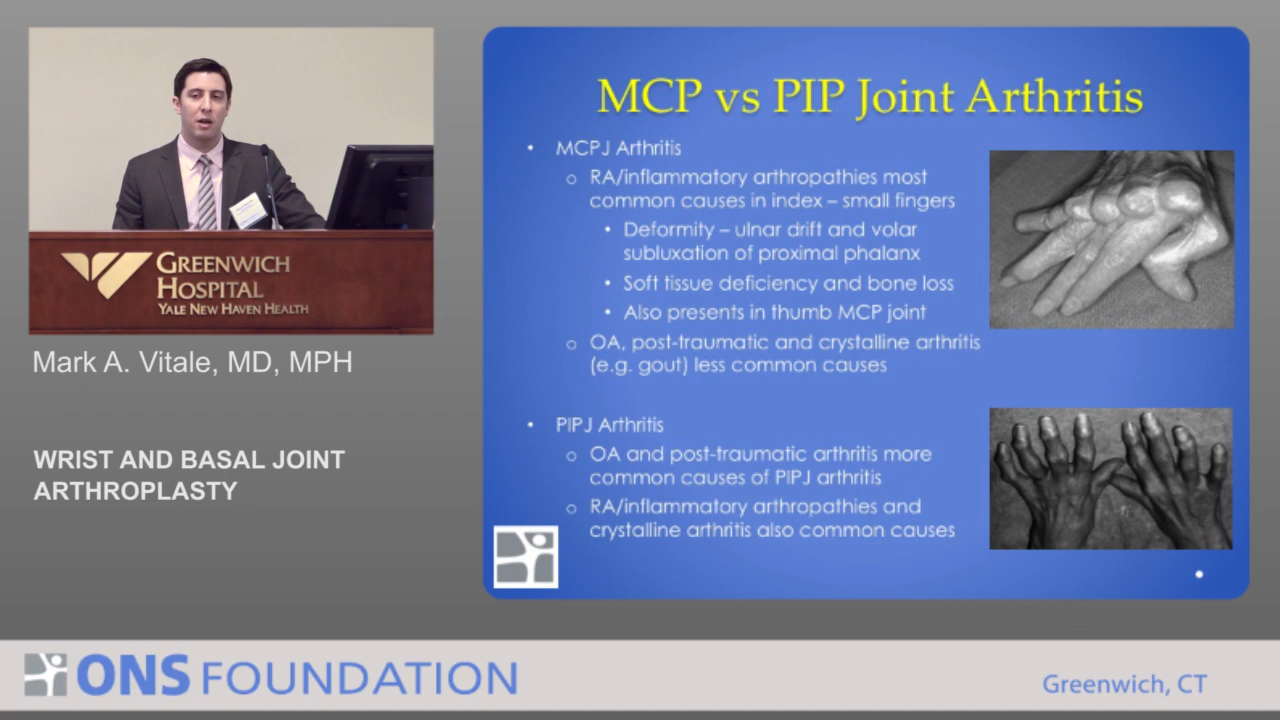 MCP vs PIP Joint Arthritis
• MCPJ Arthritis
o RA/inflammatory arthropathies most
common causes in index – small fingers
• Deformity – ulnar drift and volar
subluxation of proximal phalanx
• Soft tissue deficiency and bone loss
• Also presents in thumb MCP joint
o OA, post-traumatic and crystalline arthritis
(e.g. gout) less common causes
• PIPJ Arthritis
o OA and post-traumatic arthritis more
common causes of PIPJ arthritis
o RA/inflammatory arthropathies and
crystalline arthritis also common causes
GREENWICH
HOSPITAL
YALE NEW HAVEN HEALTH
Mark A. Vitale, MD, MPH
WRIST AND BASAL JOINT
ARTHROPLASTY
ONS FOUNDATION
Greenwich, CT